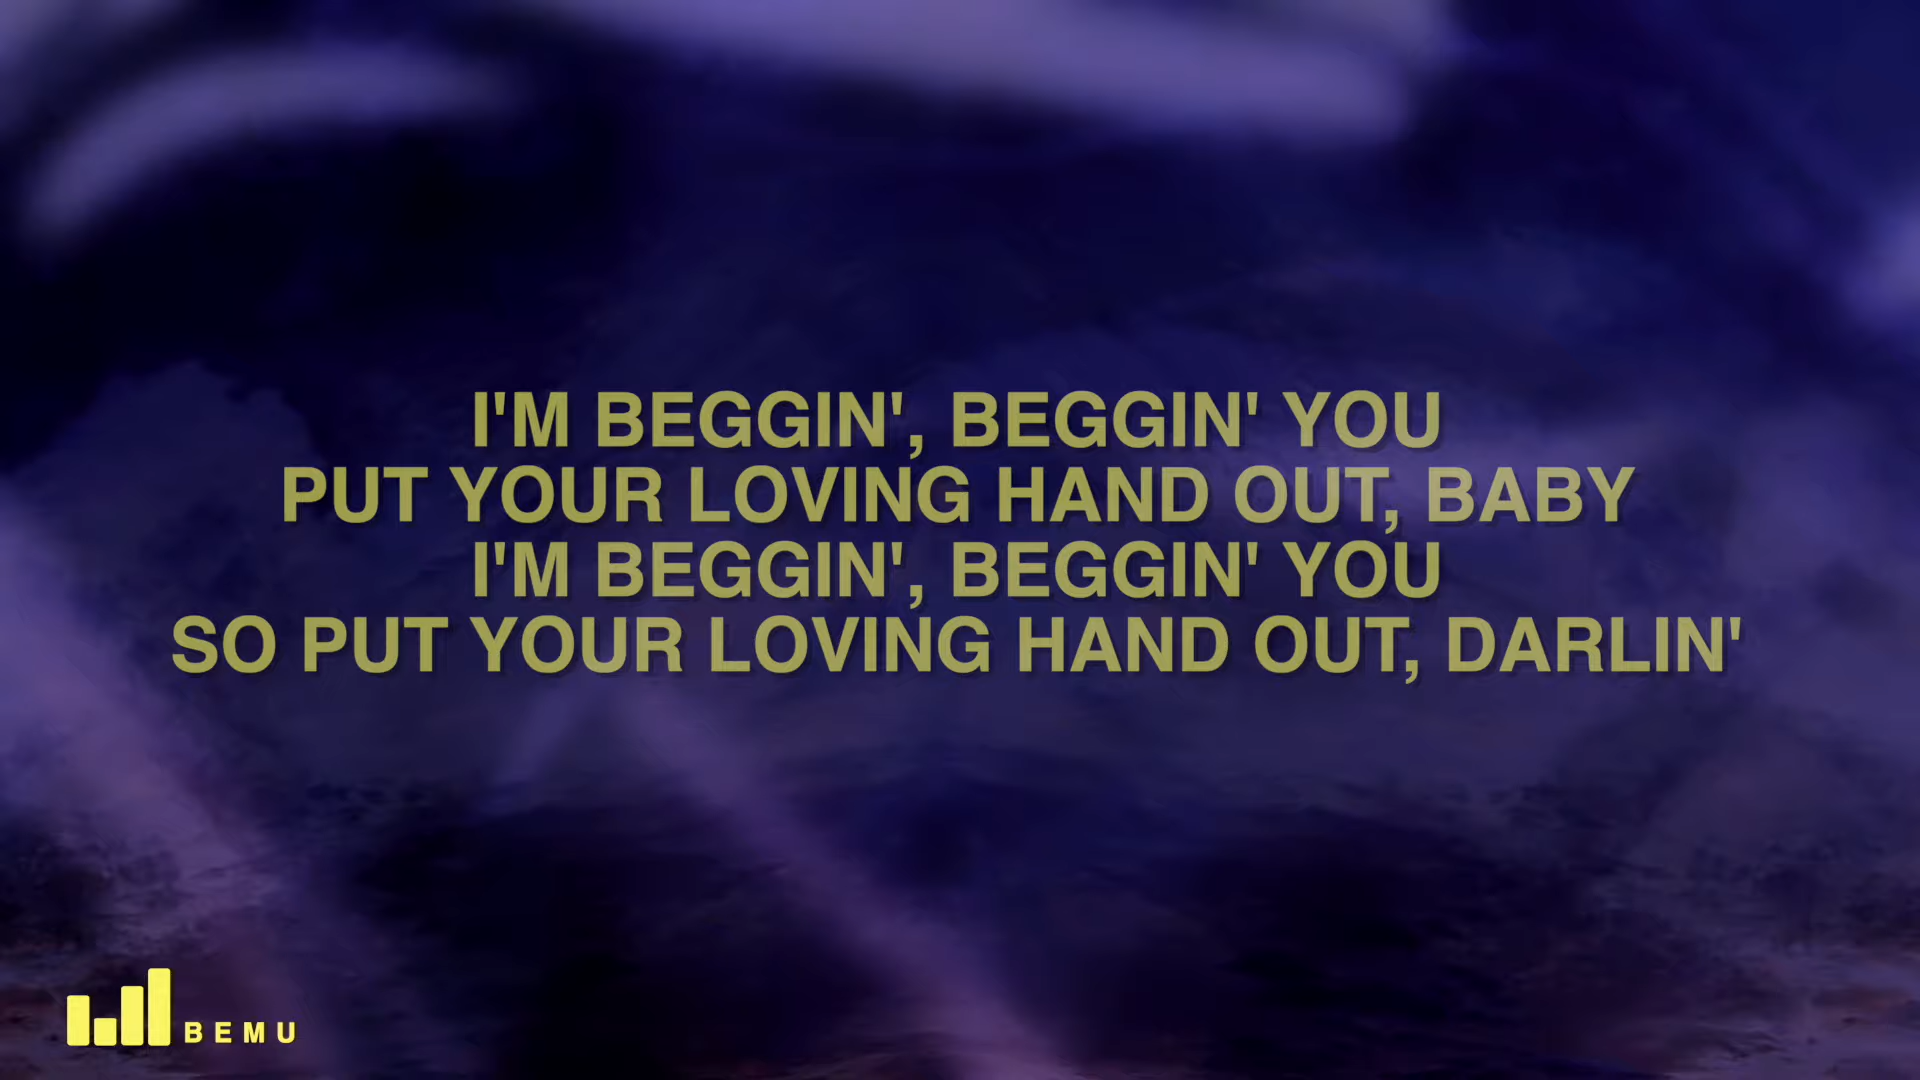 I'M BEGGIN', BEGGIN' YOU
PUT YOUR LOVING HAND OUT, BABY
I'M BEGGIN', BEGGIN' YOU
SO PUT YOUR LOVING HAND OUT, DARLIN'
BEMU